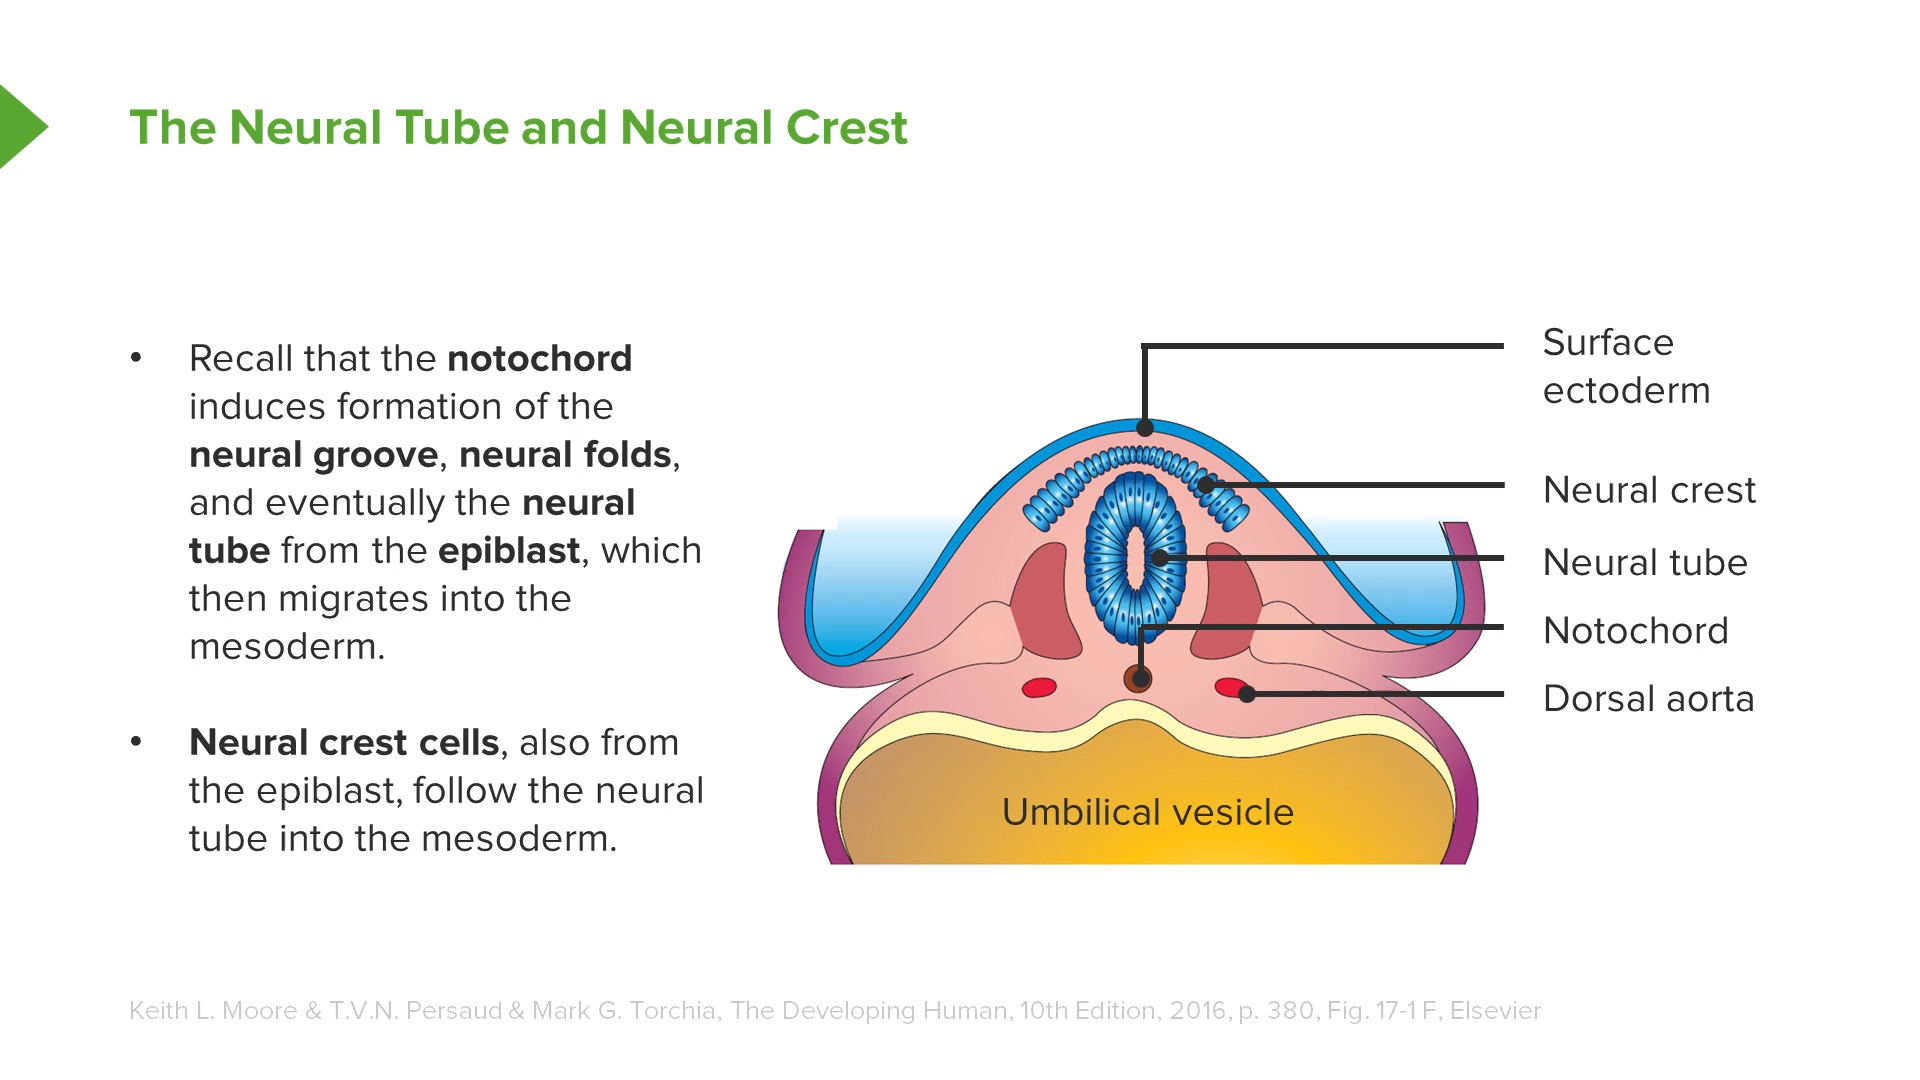 The Neural Tube and Neural Crest
• Recall that the notochord
induces formation of the
neural groove, neural folds,
and eventually the neural
tube from the epiblast, which
then migrates into the
mesoderm.
• Neural crest cells, also from
the epiblast, follow the neural
tube into the mesoderm.
Surface
ectoderm
Neural crest
Neural tube
Notochord
Dorsal aorta
Umbilical vesicle
Keith L. Moore & T.V.N. Persaud & Mark G. Torchia, The Developing Human, 10th Edition, 2016, p. 380, Fig. 17-1 F, Elsevier